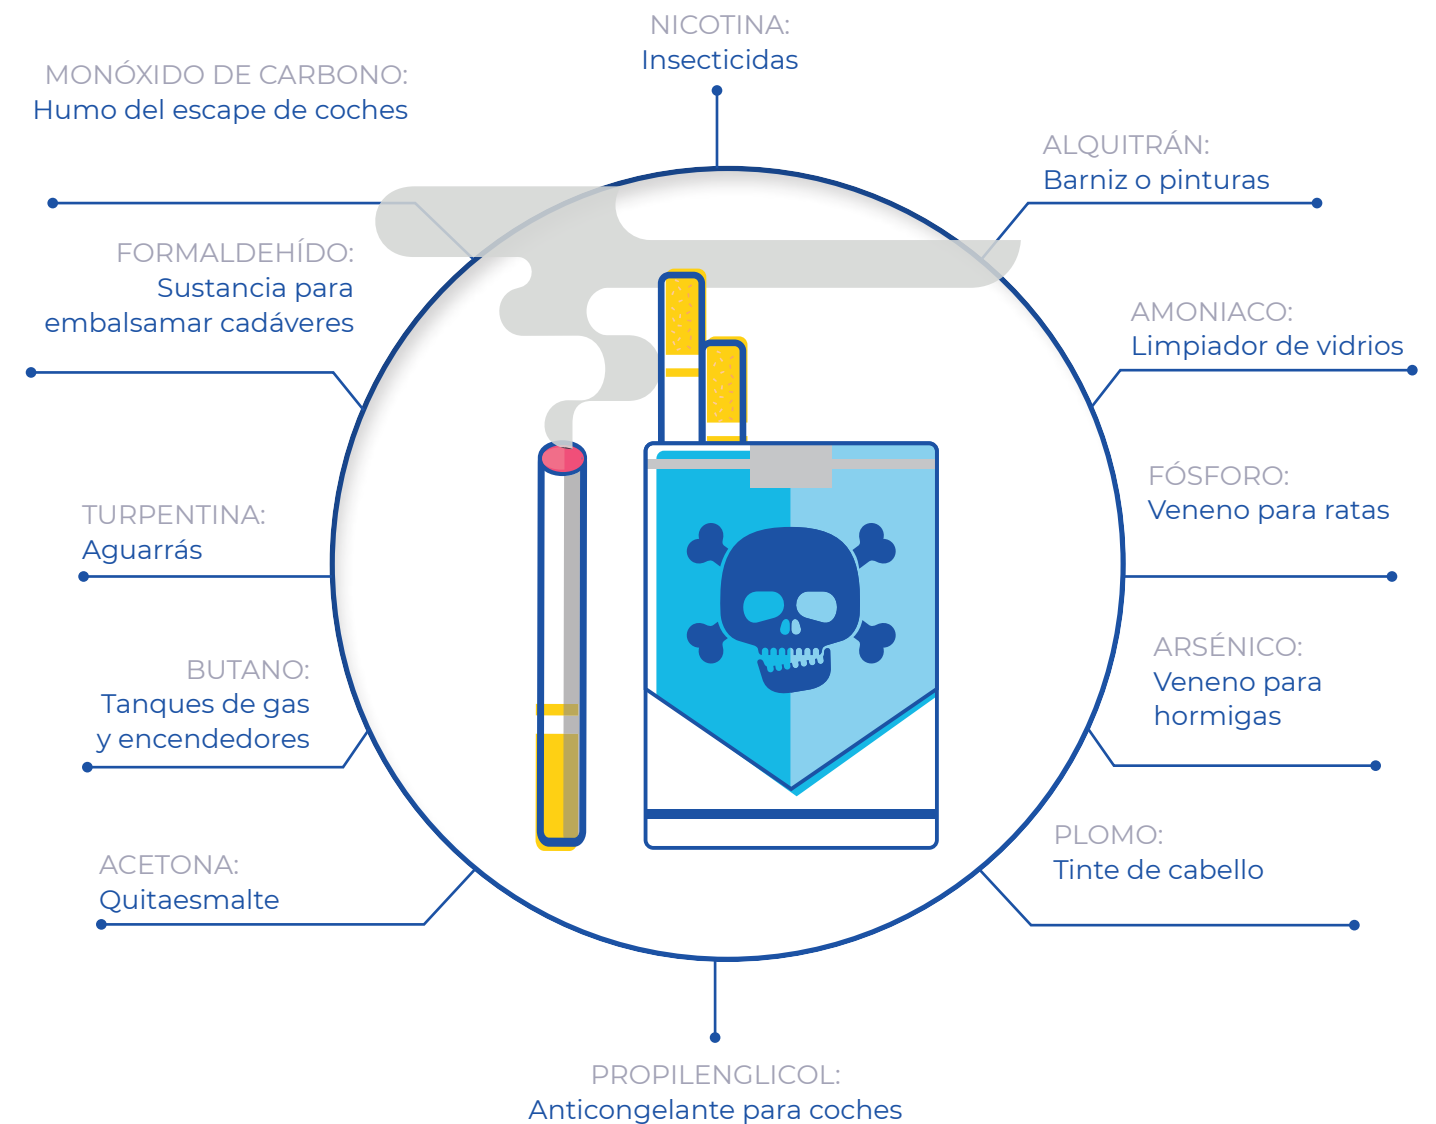 NICOTINA:
Insecticidas
MONÓXIDO DE CARBONO:
Humo del escape de coches
ALQUITRÁN:
Barniz o pinturas
FORMALDEHÍDO:
Sustancia para
embalsamar cadáveres
AMONIACO:
Limpiador de vidrios
TURPENTINA:
Aguarrás
FÓSFORO:
Veneno para ratas
BUTANO:
Tanques de gas
y encendedores
ARSÉNICO:
Veneno para
hormigas
ACETONA:
Quitaesmalte
PLOMO:
Tinte de cabello
PROPILENGLICOL:
Anticongelante para coches